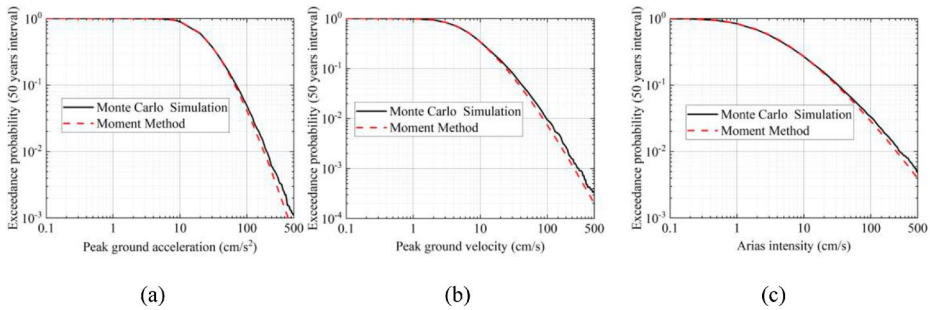 Exceedance probability (50 years interval)
10^0
10^-1
10^-2
10^-3
Monte Carlo Simulation
Moment Method
0.1 1 10 100 500
Peak ground acceleration (cm/s^2)
(a)
Exceedance probability (50 years interval)
10^0
10^-1
10^-2
10^-3
10^-4
Monte Carlo Simulation
Moment Method
0.1 1 10 100 500
Peak ground velocity (cm/s)
(b)
Exceedance probability (50 years interval)
10^0
10^-1
10^-2
10^-3
Monte Carlo Simulation
Moment Method
0.1 1 10 100 500
Arias intensity (cm/s)
(c)